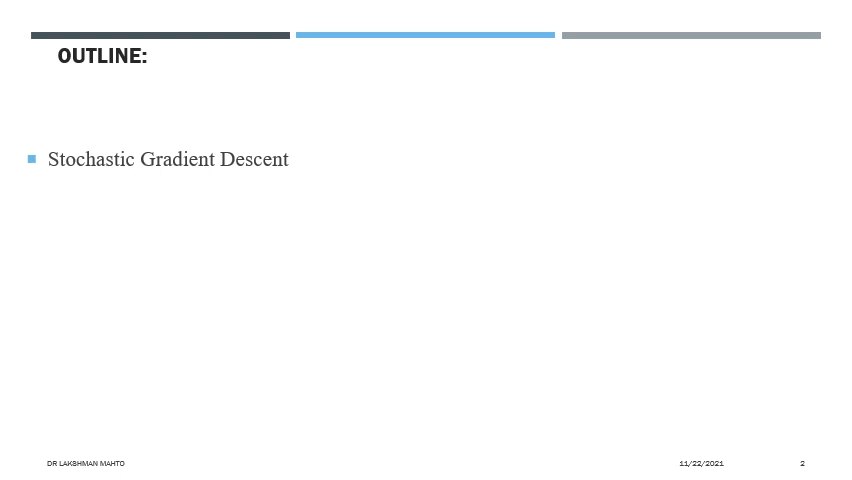 OUTLINE:
Stochastic Gradient Descent
DR LAKSHMAN MAHTO
11/22/2021
2